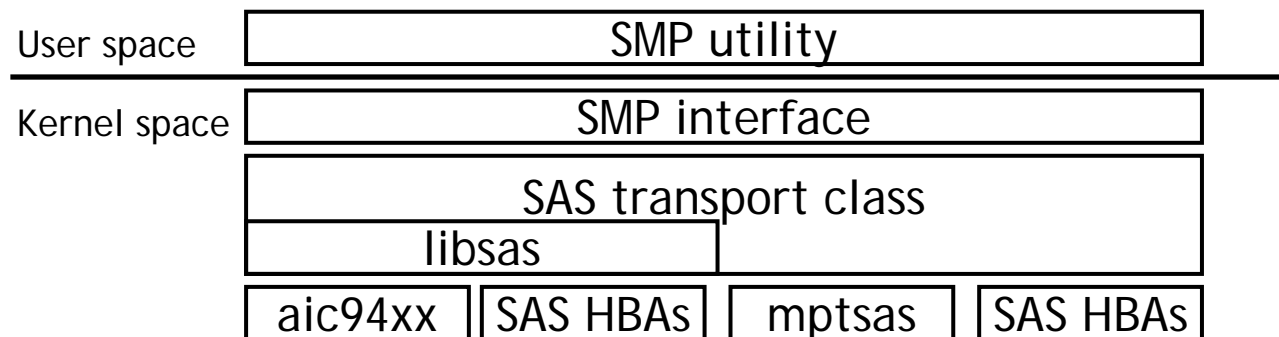 User space
SMP utility
Kernel space
SMP interface
SAS transport class
libsas
aic94xx
SAS HBAs
mptsas
SAS HBAs